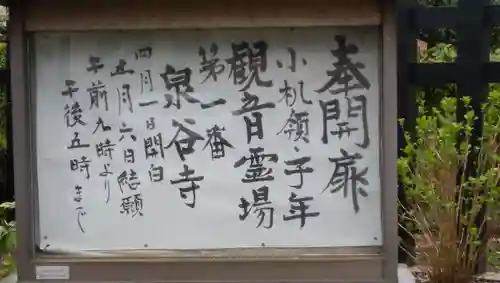 奉開扉
小机領子年
観音霊場
第一番
泉谷寺
四月一日開白
五月六日結願
午前九時より
午後五時まで